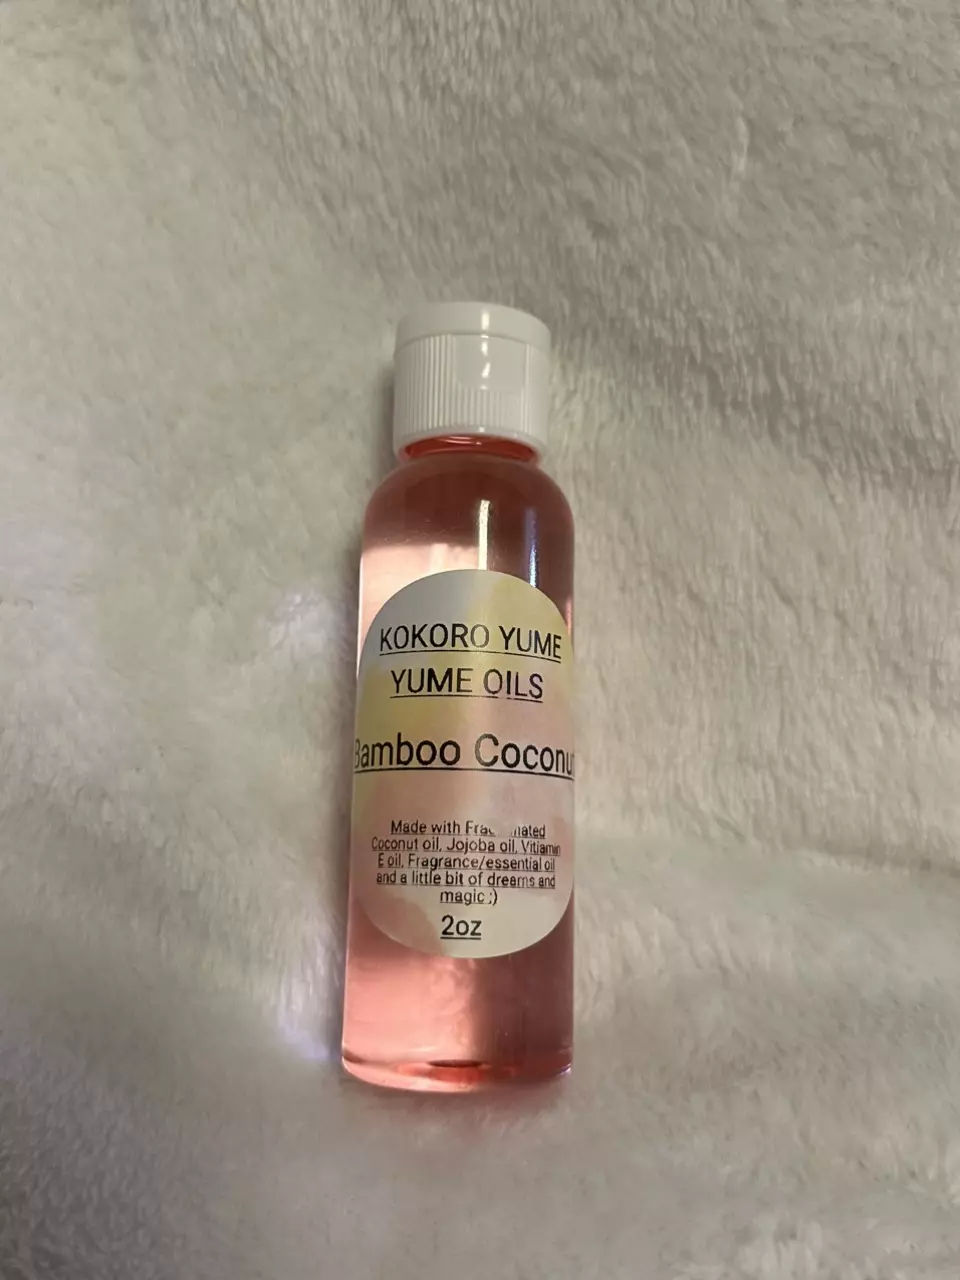 KOKORO YUME
YUME OILS
Bamboo Coconu
Made with
Coconut oil, Jojoba oil, Vitiamin
E oil, Fragrance/essential oil
and a little bit of dreams and
magic :)
2oz